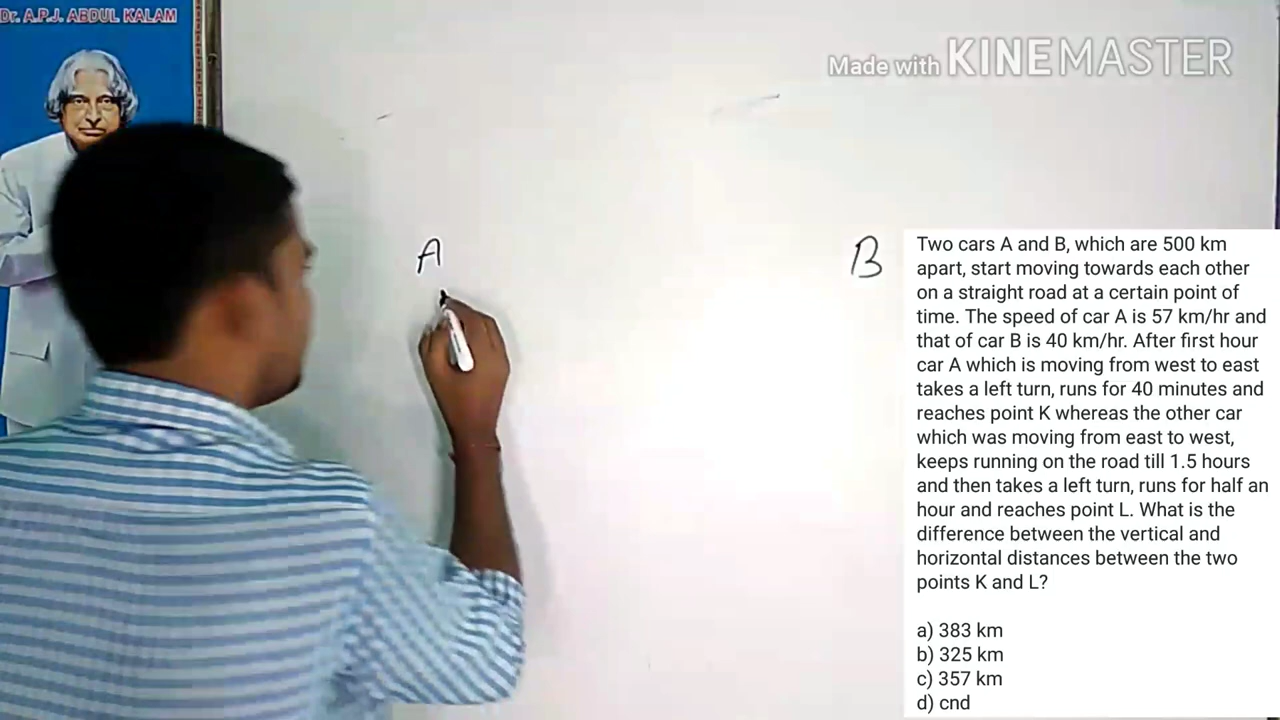 Dr. A.P.J. ABDUL KALAM
Made with KINEMASTER
A
B
Two cars A and B, which are 500 km
apart, start moving towards each other
on a straight road at a certain point of
time. The speed of car A is 57 km/hr and
that of car B is 40 km/hr. After first hour
car A which is moving from west to east
takes a left turn, runs for 40 minutes and
reaches point K whereas the other car
which was moving from east to west,
keeps running on the road till 1.5 hours
and then takes a left turn, runs for half an
hour and reaches point L. What is the
difference between the vertical and
horizontal distances between the two
points K and L?
a) 383 km
b) 325 km
c) 357 km
d) cnd